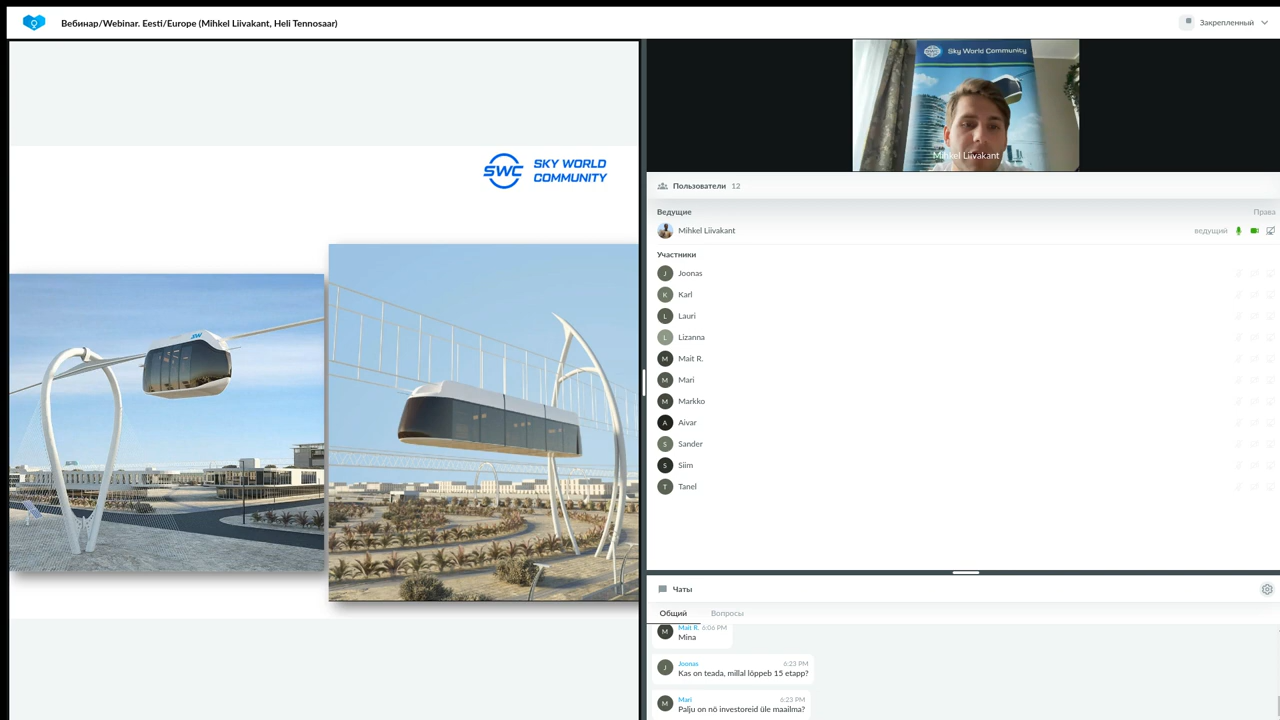 Вебинар/Webinar. Eesti/Europe (Mihkel Liivakant, Heli Tennosaar)
Закрепленный
SWC SKY WORLD
COMMUNITY
Sky World Community
Mihkel Liivakant
Пользователи 12
Ведущие Права
Mihkel Liivakant ведущий
Участники
J Joonas
K Karl
L Lauri
L Lizanna
M Mait R.
M Mari
M Markko
A Aivar
S Sander
S Siim
T Tanel
Чаты
Общий Вопросы
M Mait R. 6:06 PM
Mina
J Joonas 6:23 PM
Kas on teada, millal lõppeb 15 etapp?
M Mari 6:23 PM
Palju on nö investoreid üle maailma?